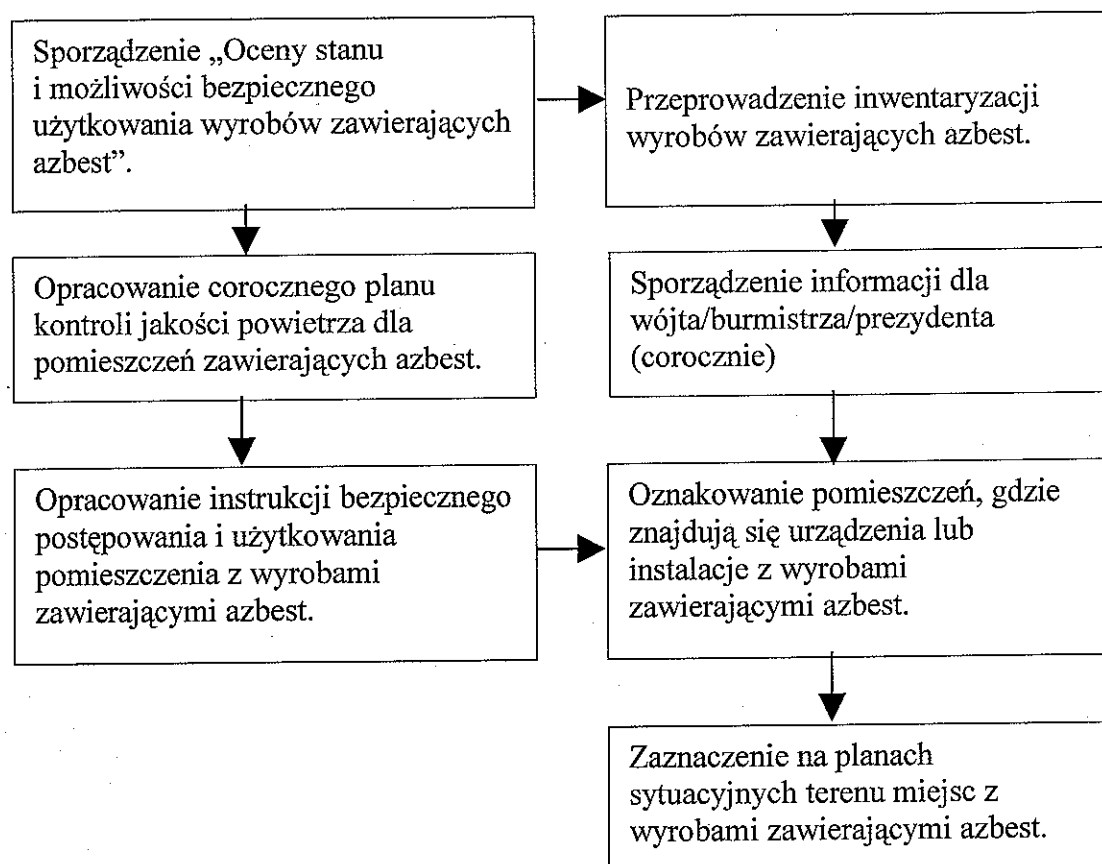 Sporządzenie „Oceny stanu
i możliwości bezpiecznego
użytkowania wyrobów zawierających
azbest”.
Przeprowadzenie inwentaryzacji
wyrobów zawierających azbest.
Opracowanie corocznego planu
kontroli jakości powietrza dla
pomieszczeń zawierających azbest.
Sporządzenie informacji dla
wójta/burmistrza/prezydenta
(corocznie)
Opracowanie instrukcji bezpiecznego
postępowania i użytkowania
pomieszczenia z wyrobami
zawierającymi azbest.
Oznakowanie pomieszczeń, gdzie
znajdują się urządzenia lub
instalacje z wyrobami
zawierającymi azbest.
Zaznaczenie na planach
sytuacyjnych terenu miejsc z
wyrobami zawierającymi azbest.